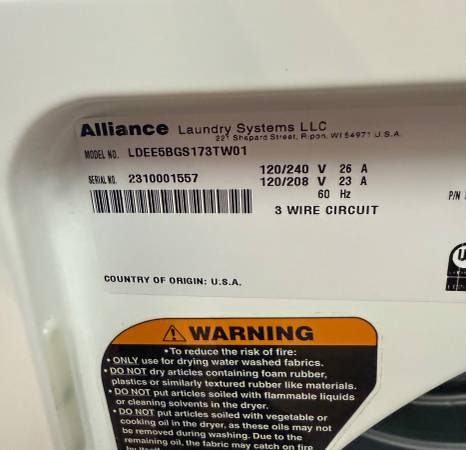 Alliance Laundry Systems LLC
221 Shepard Street, Ripon, WI 54971 U.S.A.
MODEL NO. LDEE5BGS173TW01
120/240 V 26 A
SERIAL NO. 2310001557
120/208 V 23 A
60 Hz
P/N
3 WIRE CIRCUIT
COUNTRY OF ORIGIN: U.S.A.
WARNING
•To reduce the risk of fire:
•ONLY use for drying water washed fabrics.
•DO NOT dry articles containing foam rubber,
plastics or similarly textured rubber like materials.
•DO NOT put articles soiled with flammable liquids
or cleaning solvents in the dryer.
•DO NOT put articles soiled with vegetable or
cooking oil in the dryer, as these oils may not
be removed during washing. Due to the
remaining oil, the fabric may catch on fire
by itself.